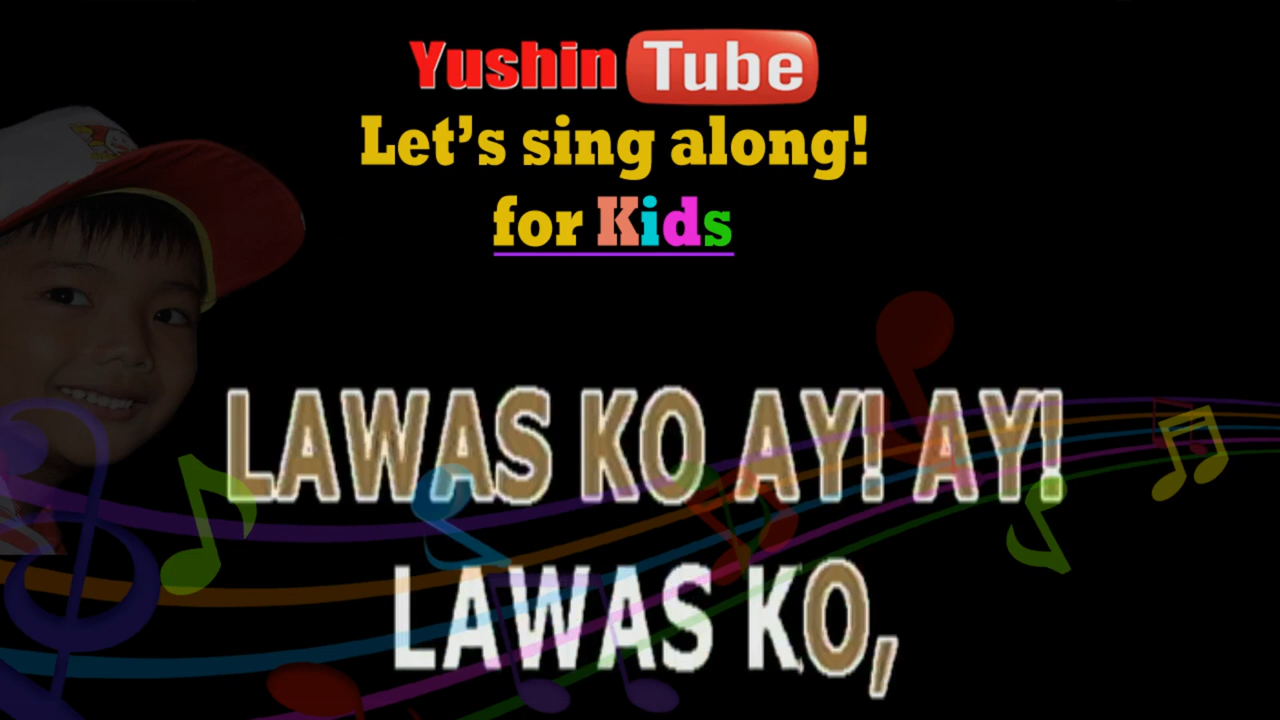 Yushin Tube
Let's sing along!
for Kids
LAWAS KO AY! AY!
LAWAS KO,